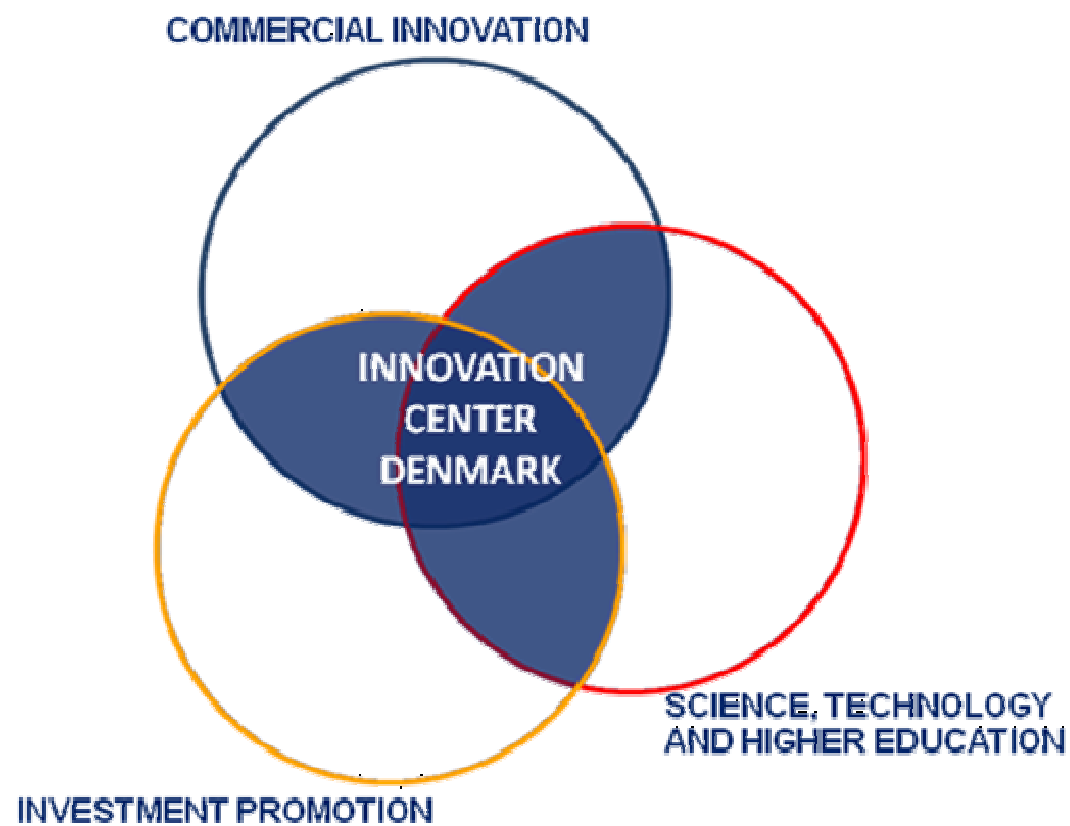 COMMERCIAL INNOVATION
INNOVATION
CENTER
DENMARK
SCIENCE, TECHNOLOGY
AND HIGHER EDUCATION
INVESTMENT PROMOTION